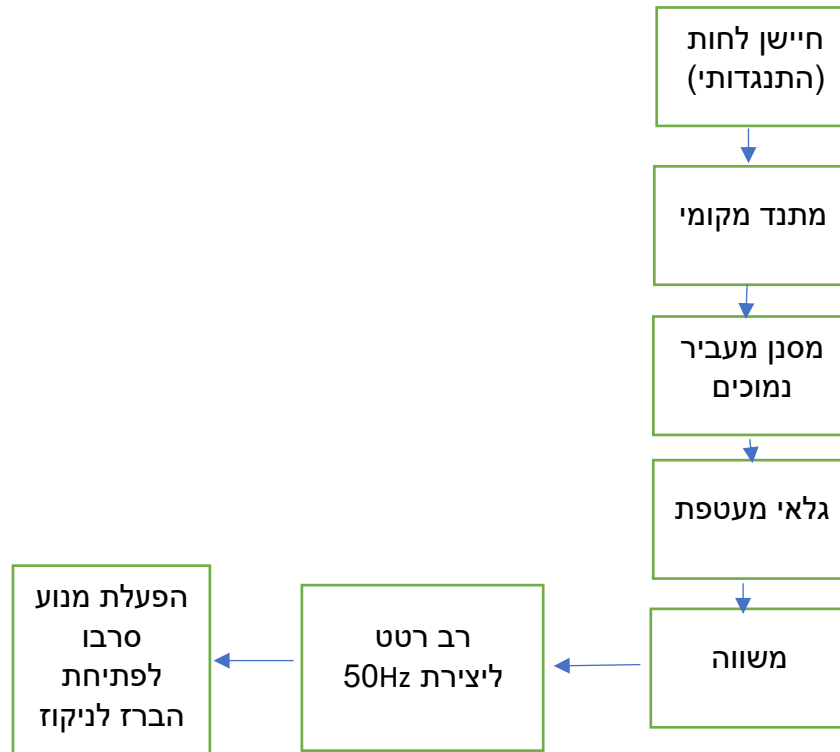 חיישן לחות
(התנגדותי)
מתנד מקומי
מסנן מעביר
נמוכים
גלאי מעטפת
משווה
רב רטט
ליצירת 50Hz
הפעלת מנוע
סרבו
לפתיחת
הברז לניקוז